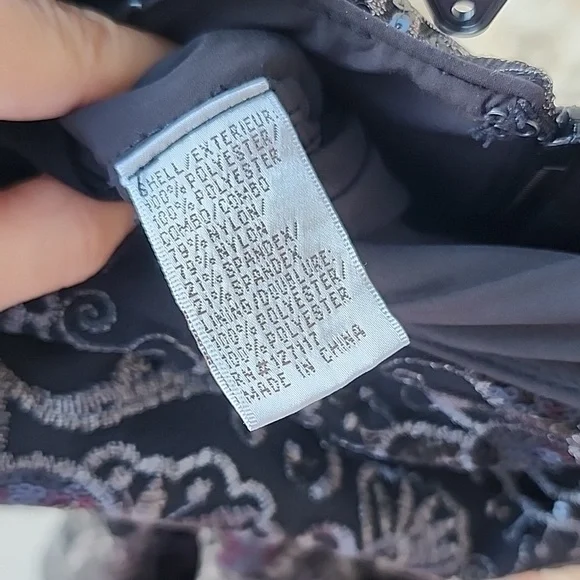 SHELL/EXTERIEUR:
100% POLYESTER/
100% POLYESTER
COMBO/COMBO
79% NYLON/
79% NYLON
21% SPANDEX/
21% SPANDEX
LINING/DOUBLURE:
100% POLYESTER/
100% POLYESTER
RN#127117
MADE IN CHINA